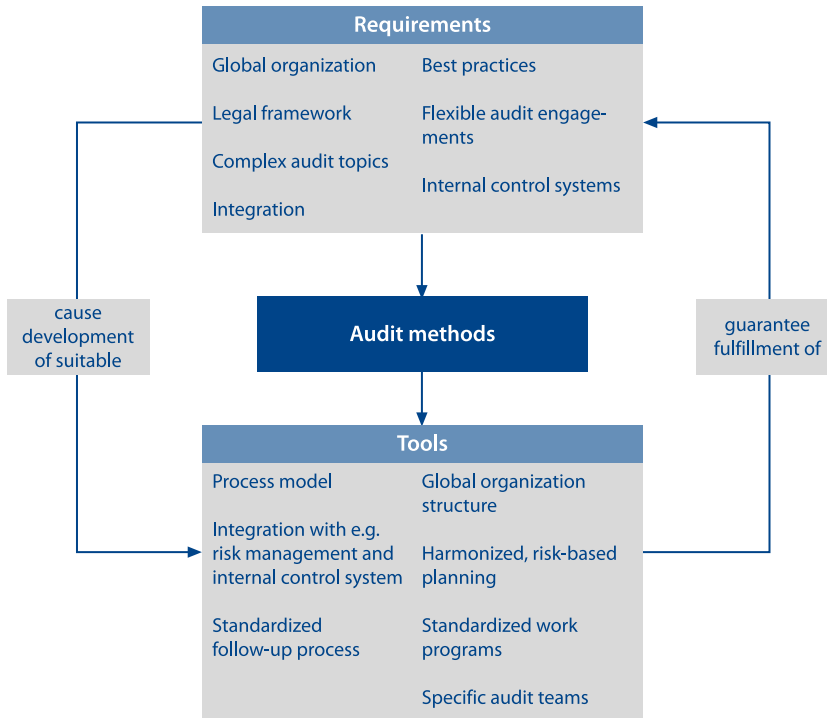 Requirements
Global organization
Legal framework
Complex audit topics
Integration
Best practices
Flexible audit engage-
ments
Internal control systems
cause
development
of suitable
Audit methods
guarantee
fulfillment of
Tools
Process model
Integration with e.g.
risk management and
internal control system
Standardized
follow-up process
Global organization
structure
Harmonized, risk-based
planning
Standardized work
programs
Specific audit teams